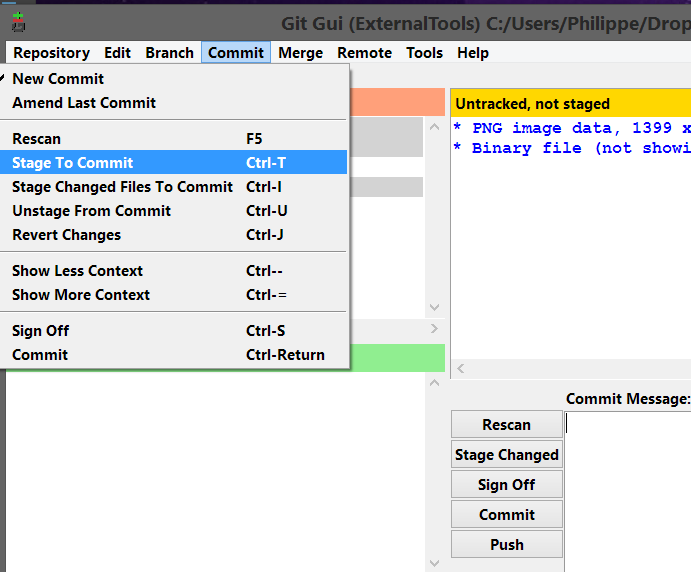 Git Gui (ExternalTools) C:/Users/Philippe/Drop
Repository Edit Branch Commit Merge Remote Tools Help
New Commit
Amend Last Commit
Rescan F5
Stage To Commit Ctrl-T
Stage Changed Files To Commit Ctrl-I
Unstage From Commit Ctrl-U
Revert Changes Ctrl-J
Show Less Context Ctrl--
Show More Context Ctrl-=
Sign Off Ctrl-S
Commit Ctrl-Return
Untracked, not staged
* PNG image data, 1399 x
* Binary file (not showi
Commit Message:
Rescan
Stage Changed
Sign Off
Commit
Push